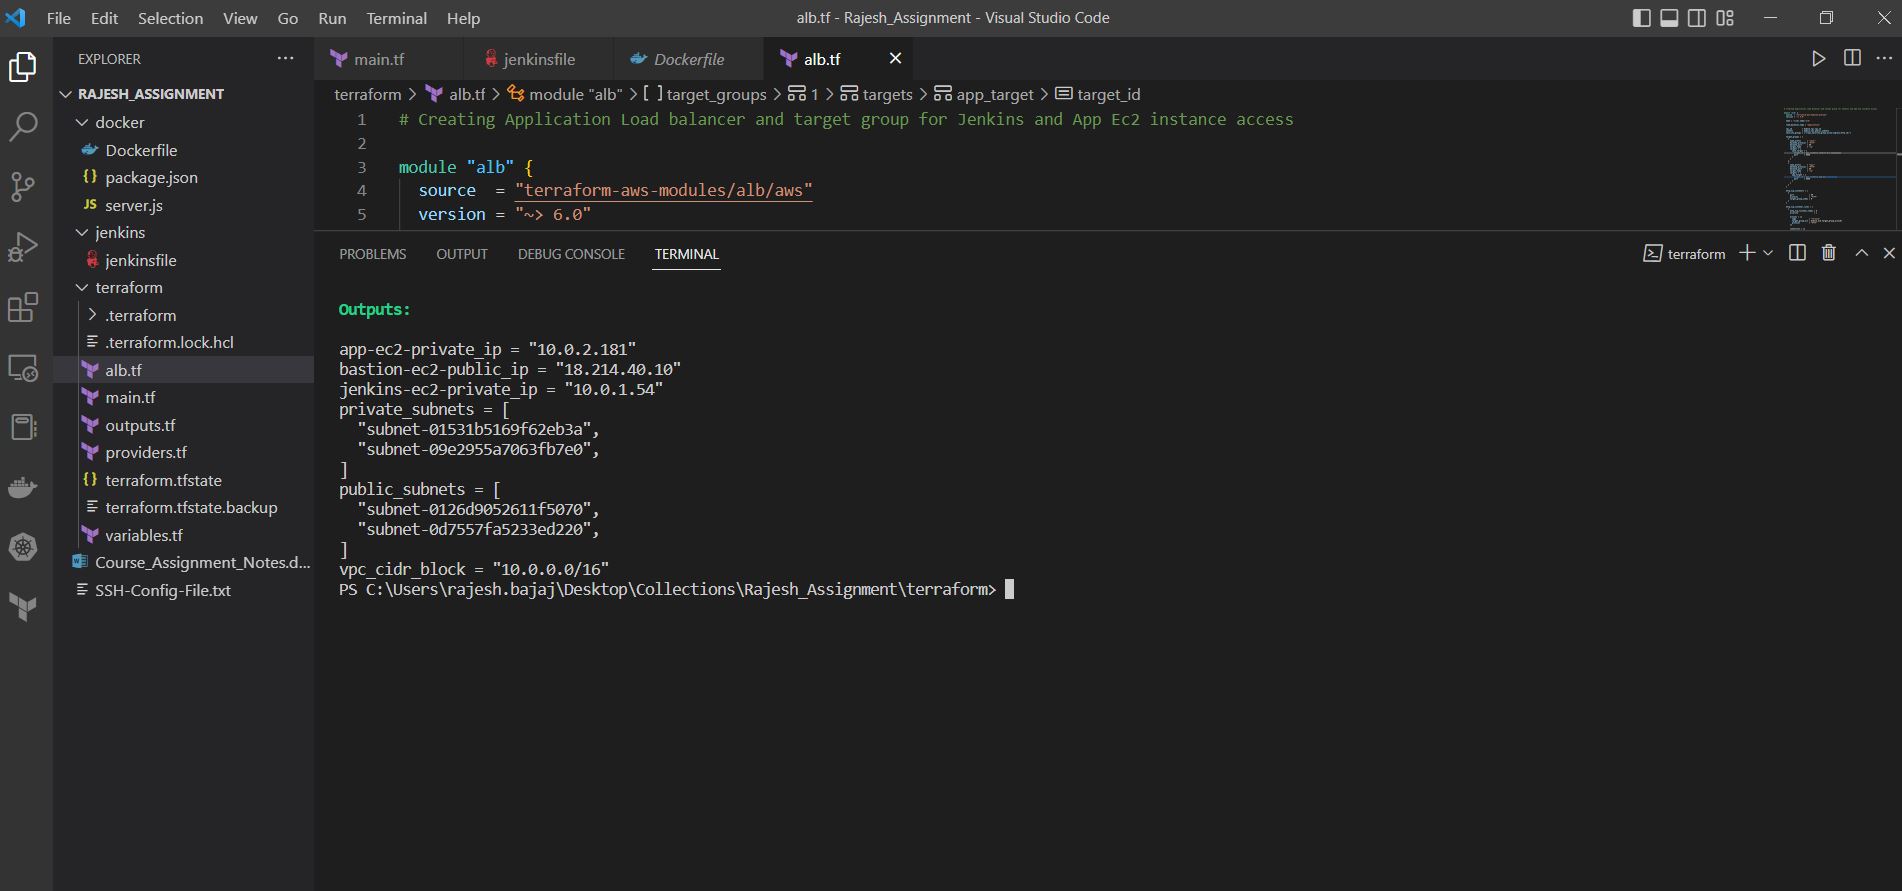 File Edit Selection View Go Run Terminal Help
alb.tf - Rajesh_Assignment - Visual Studio Code
EXPLORER
RAJESH_ASSIGNMENT
docker
Dockerfile
{} package.json
JS server.js
jenkins
jenkinsfile
terraform
.terraform
.terraform.lock.hcl
alb.tf
main.tf
outputs.tf
providers.tf
{} terraform.tfstate
terraform.tfstate.backup
variables.tf
Course_Assignment_Notes.d...
SSH-Config-File.txt
main.tf jenkinsfile Dockerfile alb.tf
terraform > alb.tf > module "alb" > [ ] target_groups > 1 > targets > app_target > target_id
1 # Creating Application Load balancer and target group for Jenkins and App Ec2 instance access
2
3 module "alb" {
4 source = "terraform-aws-modules/alb/aws"
5 version = "~> 6.0"
PROBLEMS OUTPUT DEBUG CONSOLE TERMINAL
terraform
Outputs:
app-ec2-private_ip = "10.0.2.181"
bastion-ec2-public_ip = "18.214.40.10"
jenkins-ec2-private_ip = "10.0.1.54"
private_subnets = [
"subnet-01531b5169f62eb3a",
"subnet-09e2955a7063fb7e0",
]
public_subnets = [
"subnet-0126d9052611f5070",
"subnet-0d7557fa5233ed220",
]
vpc_cidr_block = "10.0.0.0/16"
PS C:\Users\rajesh.bajaj\Desktop\Collections\Rajesh_Assignment\terraform>